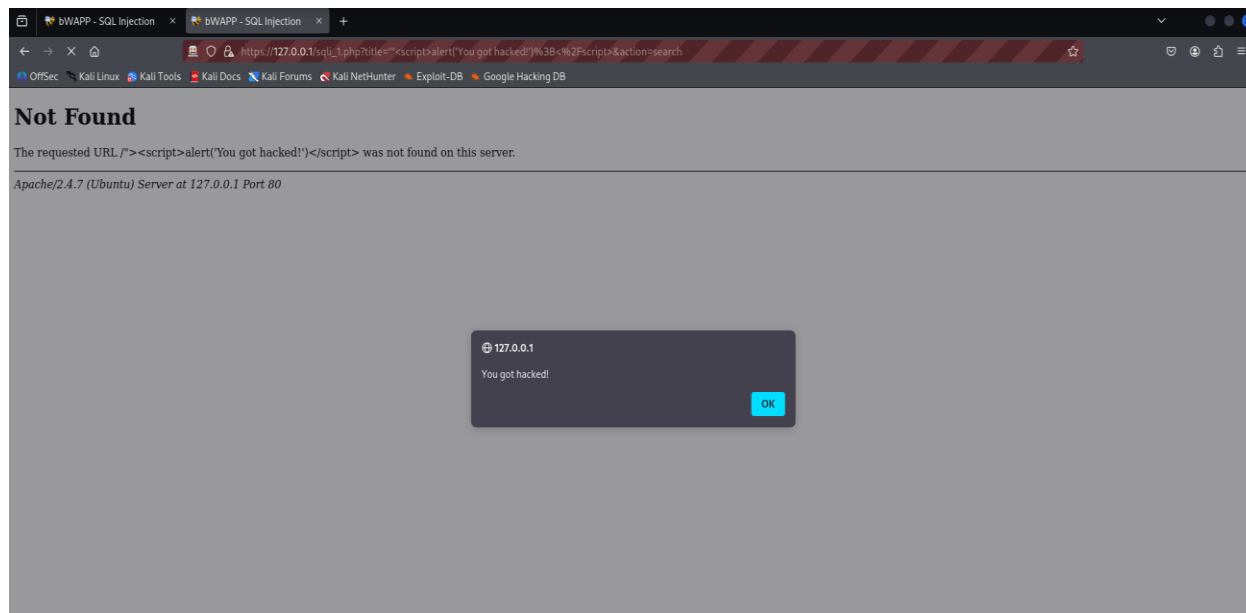 bWAPP - SQL Injection × bWAPP - SQL Injection × +
https://127.0.0.1/sqli_1.php?title=""<script>alert('You got hacked!')%3B<%2Fscript>&action=search
OffSec Kali Linux Kali Tools Kali Docs Kali Forums Kali NetHunter Exploit-DB Google Hacking DB
Not Found
The requested URL /"><script>alert('You got hacked!')</script> was not found on this server.
Apache/2.4.7 (Ubuntu) Server at 127.0.0.1 Port 80
127.0.0.1
You got hacked!
OK